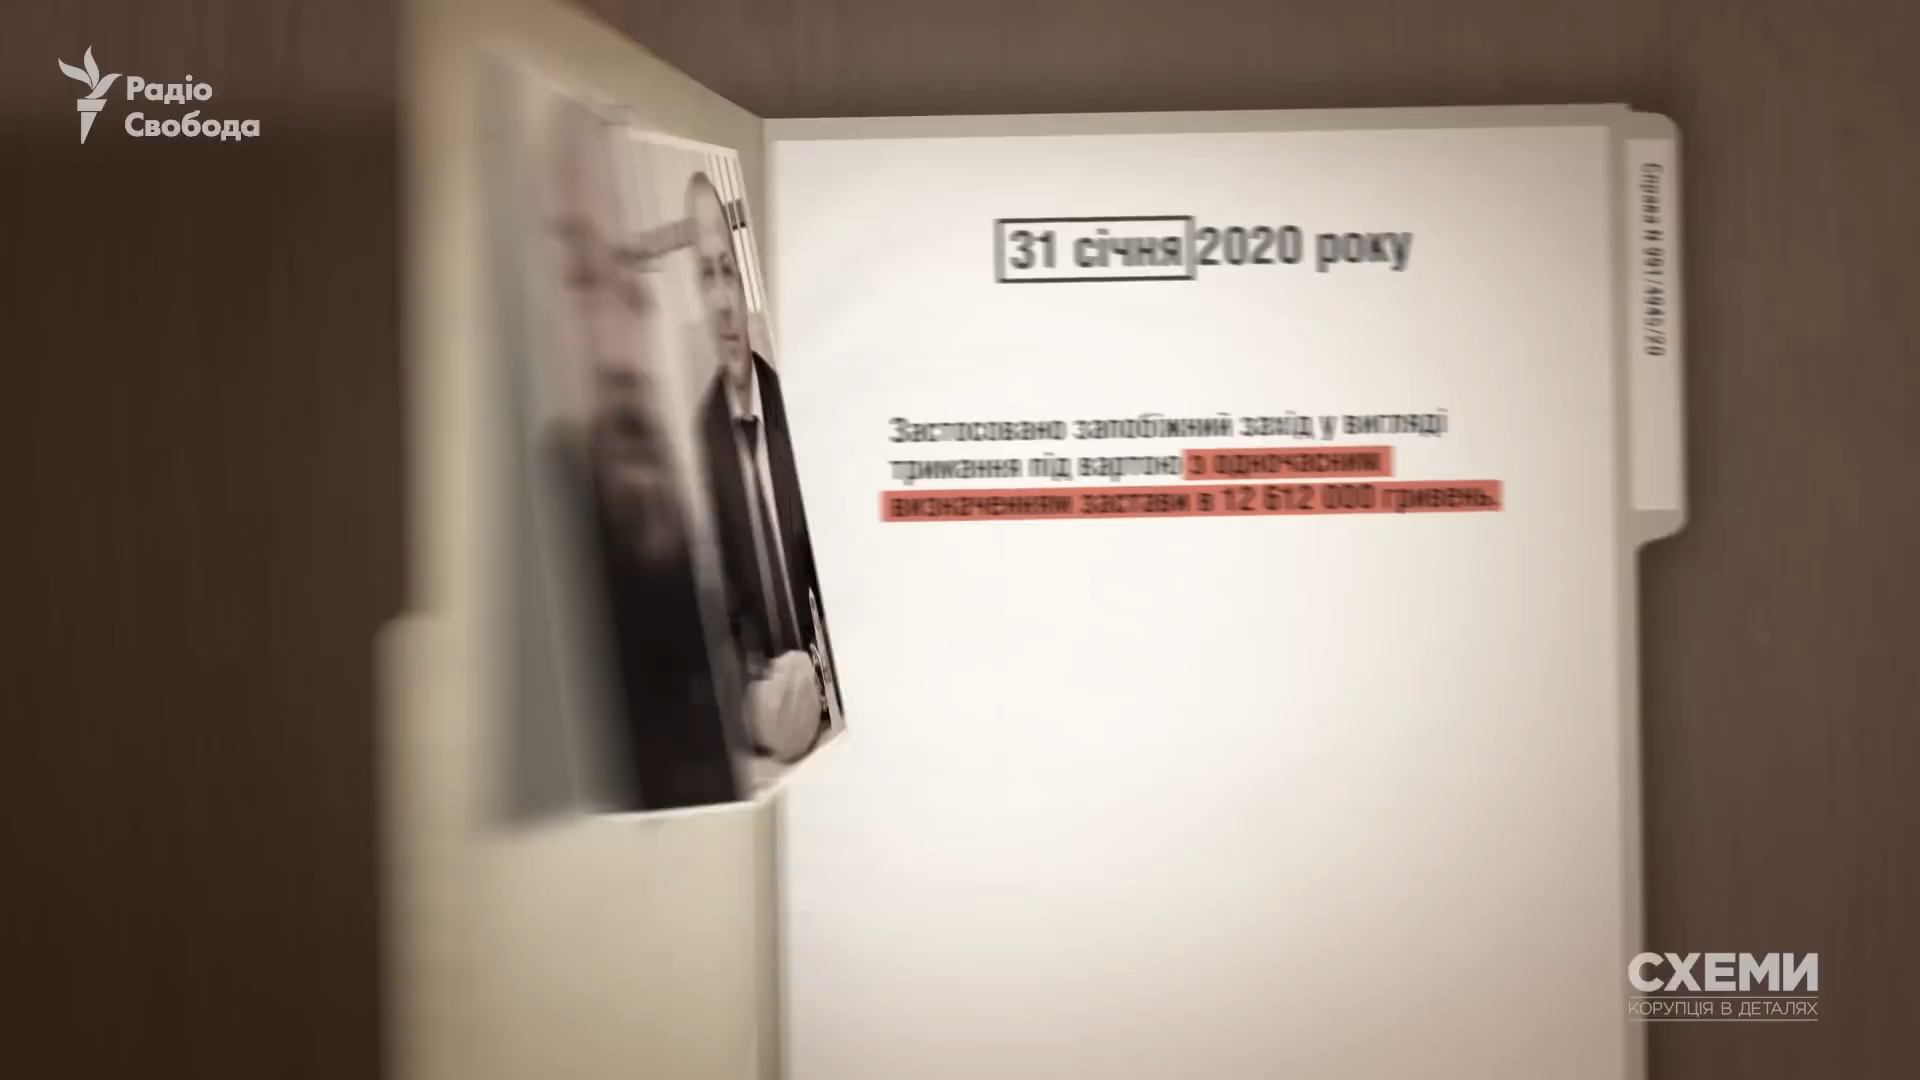 Радіо
Свобода
31 січня 2020 року
Справа № 991/4949/20
Застосовано запобіжний захід у вигляді
тримання під вартою з одночасним
визначенням застави в 12 612 000 гривень.
СХЕМИ
КОРУПЦІЯ В ДЕТАЛЯХ